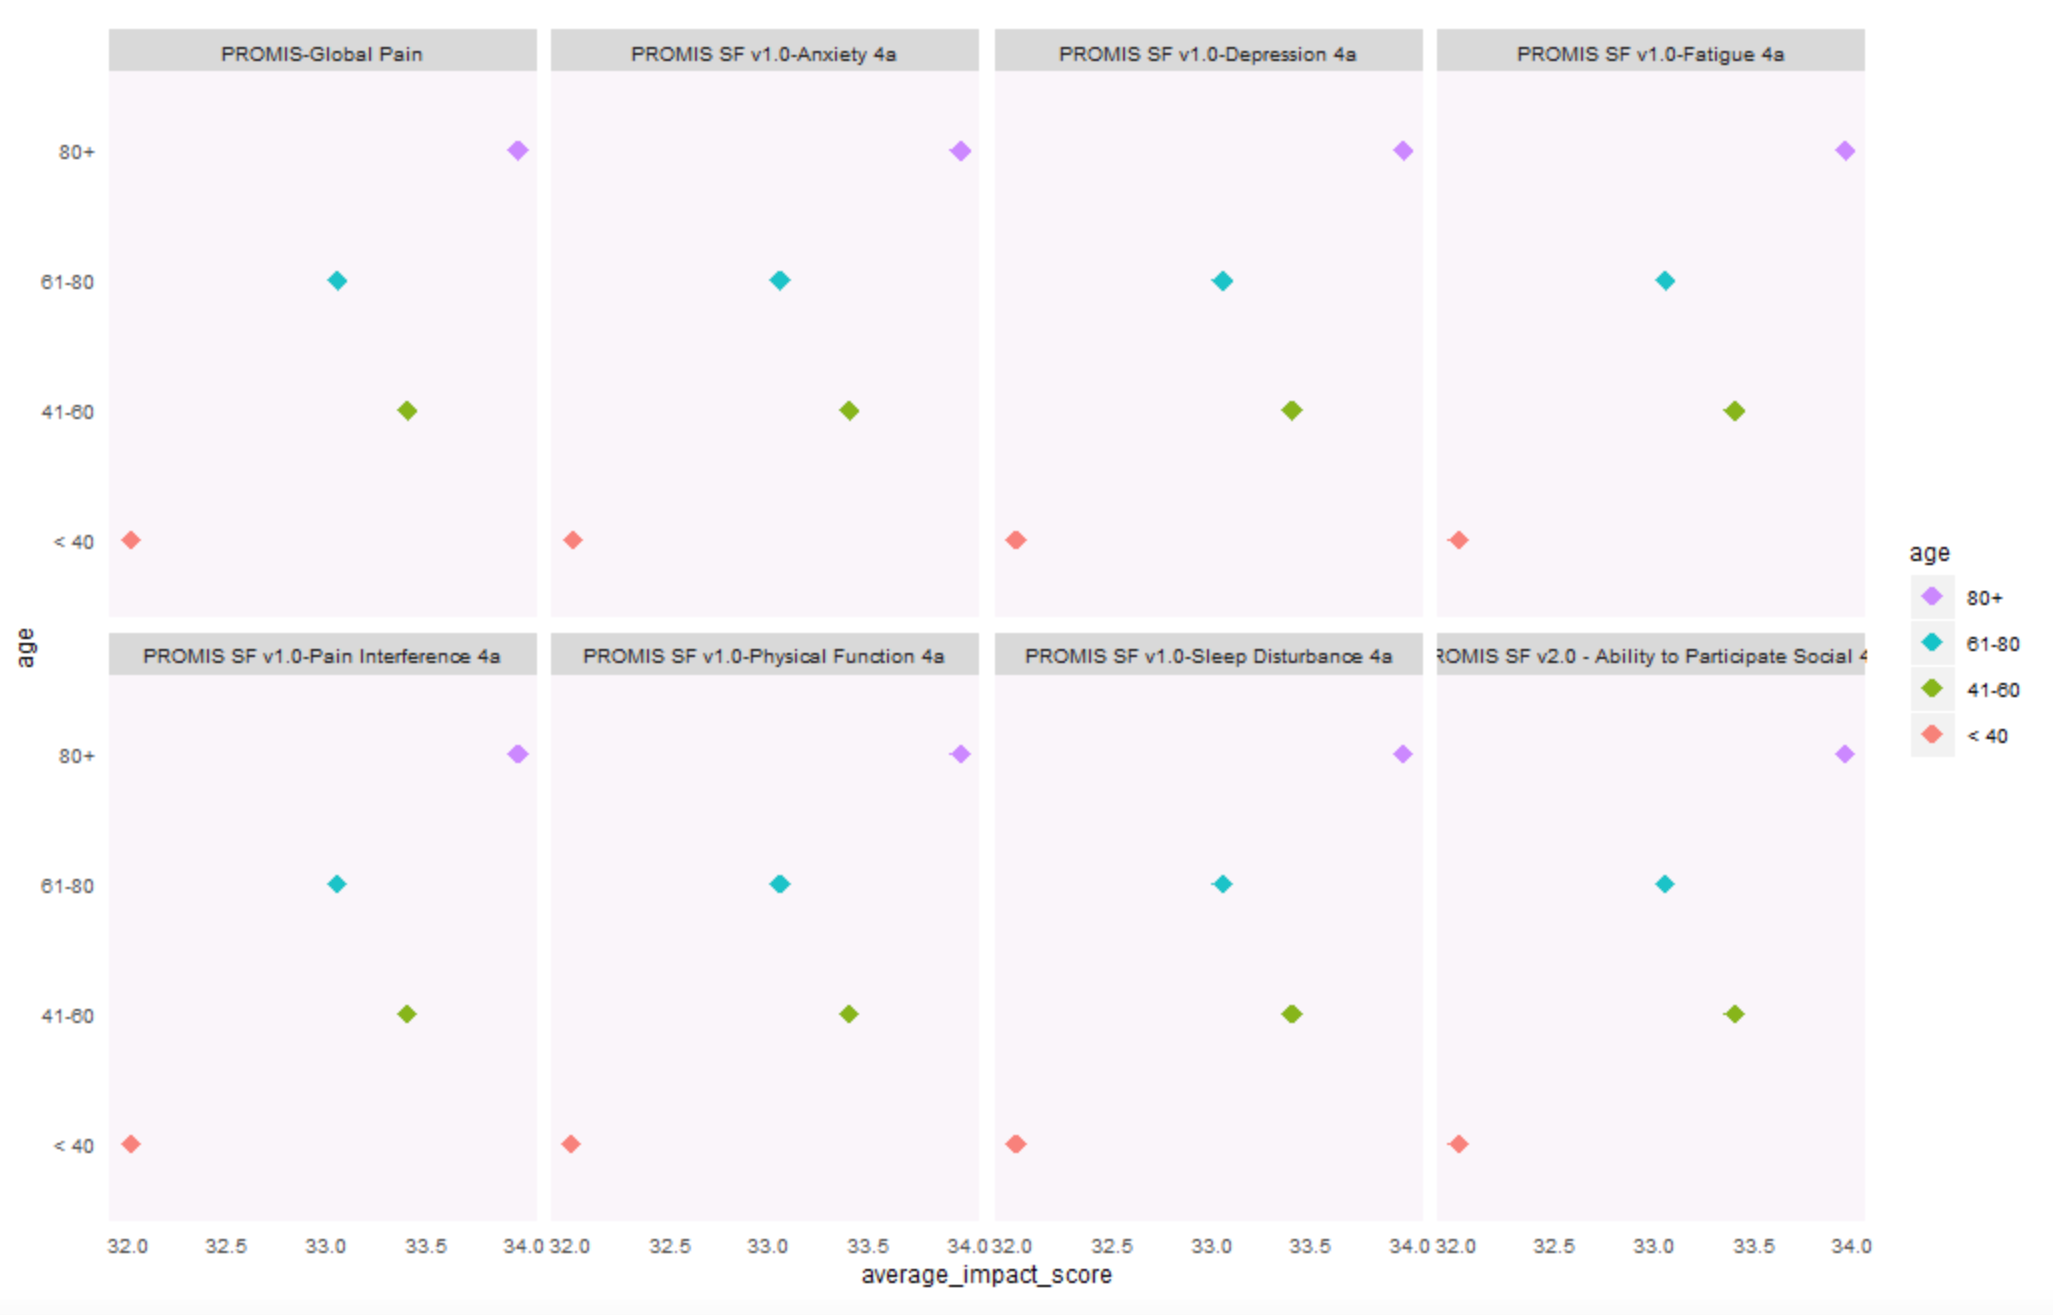 PROMIS-Global Pain
PROMIS SF v1.0-Anxiety 4a
PROMIS SF v1.0-Depression 4a
PROMIS SF v1.0-Fatigue 4a
80+
61-80
41-60
< 40
age
PROMIS SF v1.0-Pain Interference 4a
PROMIS SF v1.0-Physical Function 4a
PROMIS SF v1.0-Sleep Disturbance 4a
ROMIS SF v2.0 - Ability to Participate Social 4
80+
61-80
41-60
< 40
32.0 32.5 33.0 33.5 34.0
32.0 32.5 33.0 33.5 34.0
32.0 32.5 33.0 33.5 34.0
32.0 32.5 33.0 33.5 34.0
average_impact_score
age
80+
61-80
41-60
< 40